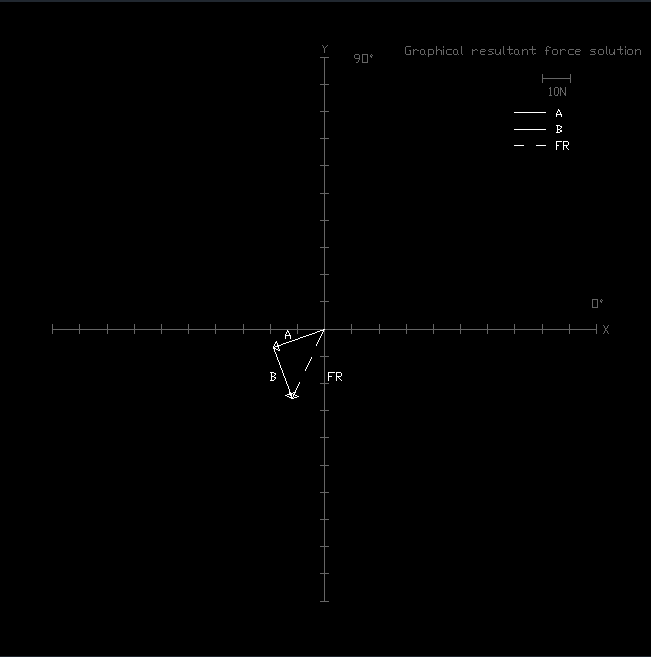 Y
90°
Graphical resultant force solution
10N
A
B
FR
0°
X
A
B
FR